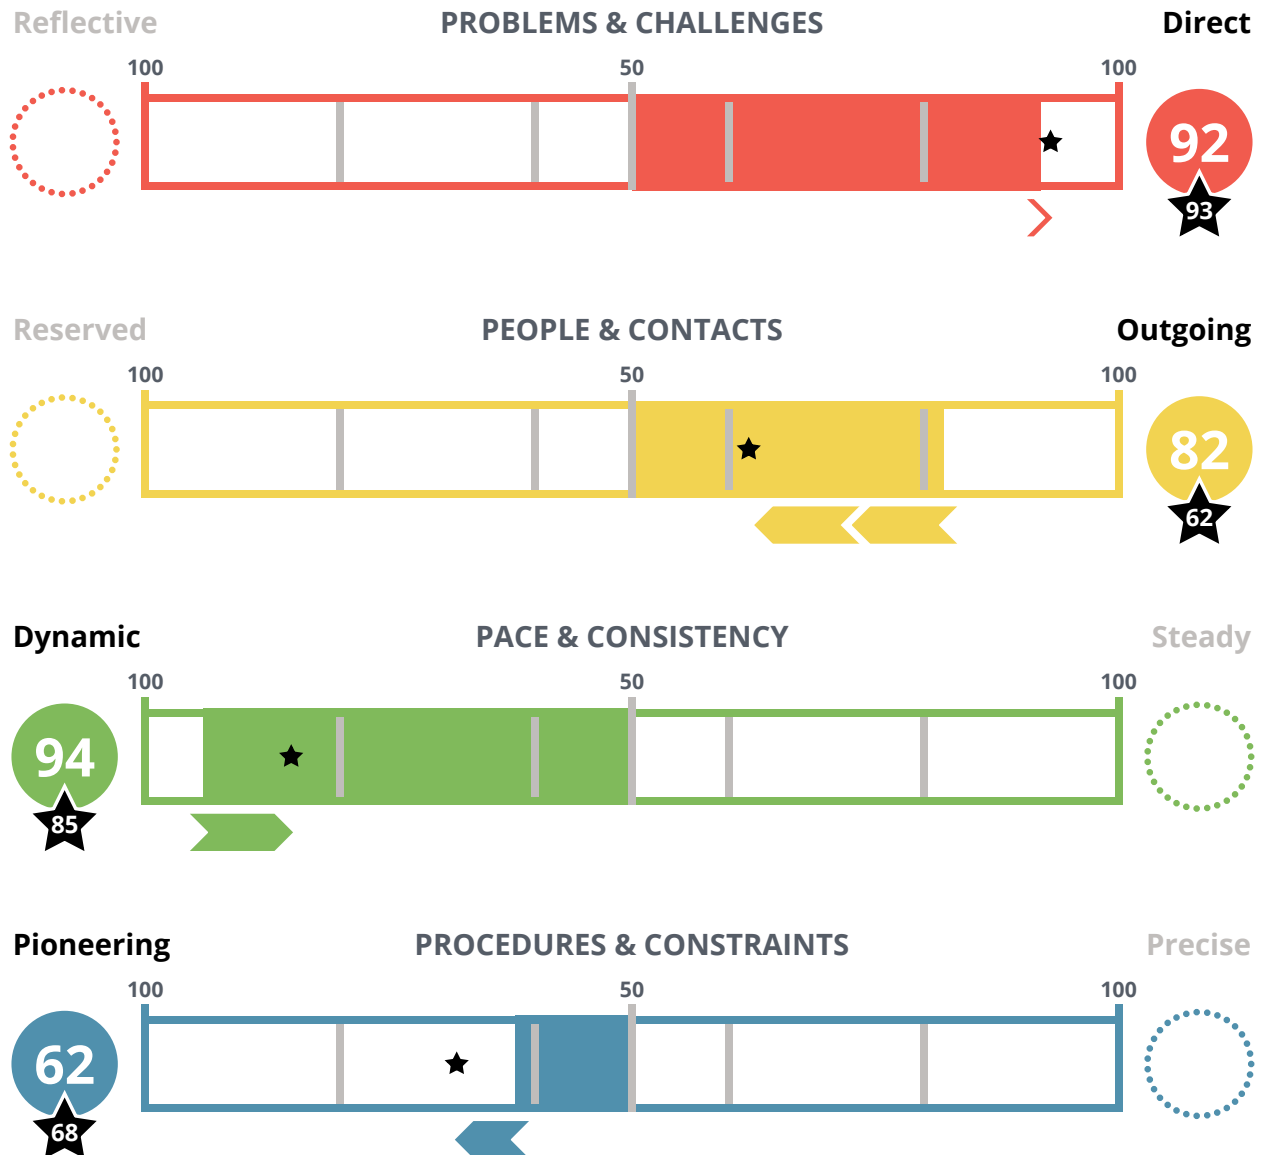 Reflective PROBLEMS & CHALLENGES Direct
100 50 100
92
93
Reserved PEOPLE & CONTACTS Outgoing
100 50 100
82
62
Dynamic PACE & CONSISTENCY Steady
100 50 100
94
85
Pioneering PROCEDURES & CONSTRAINTS Precise
100 50 100
62
68